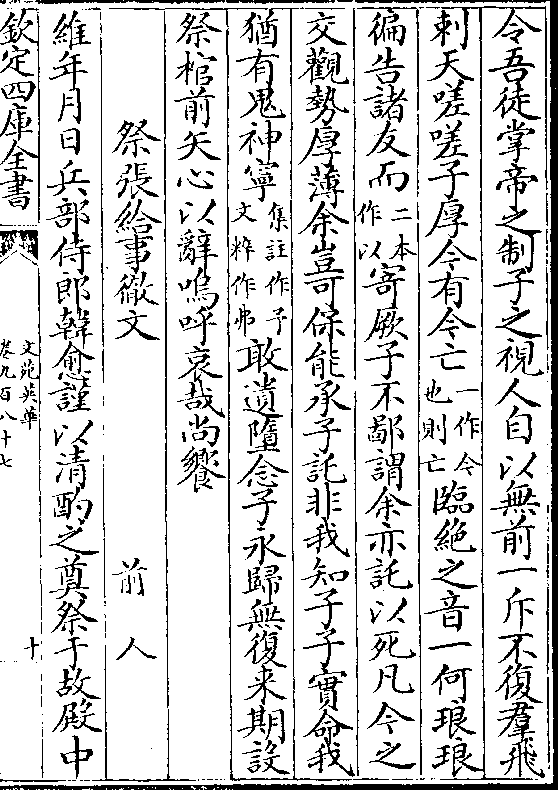 令吾徒掌帝之制子之視人自以無前一斥不復羣飛
刺天嗟嗟子厚今有今亡一作今也則亡臨絶之音一何琅琅
徧告諸友而二本作以寄厥子不鄙謂余亦託以死凡今之
交觀勢厚薄余豈可保能承子託非我知子子實命我
猶有鬼神寧集註作予文粹作弗敢遺墮念子永歸無復来期設
祭棺前矢心以辭嗚呼哀哉尚饗
祭張給事徹文 前人
維年月日兵部侍郎韓愈謹以清酌之奠祭于故殿中
欽定四庫全書
文苑英華
卷九百八十七
十